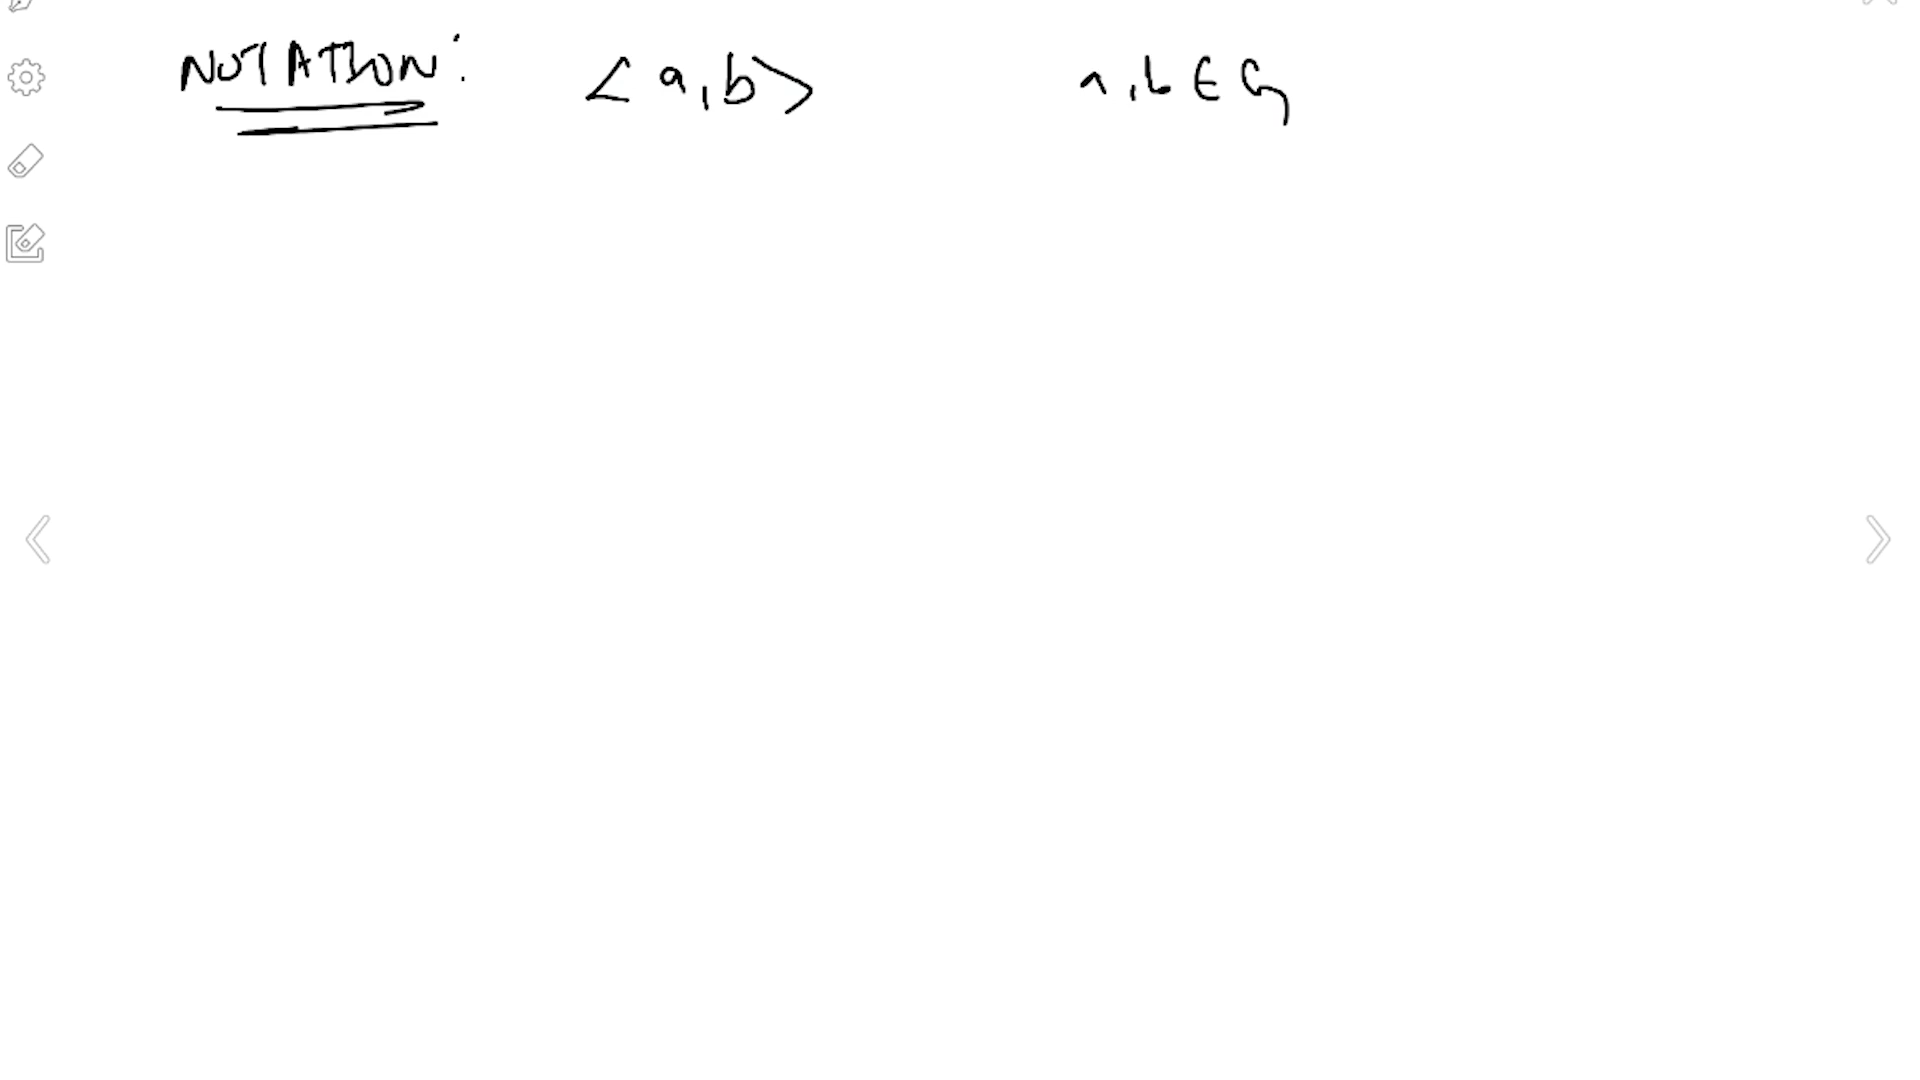 NOTATION: <a,b> a,b ∈ G